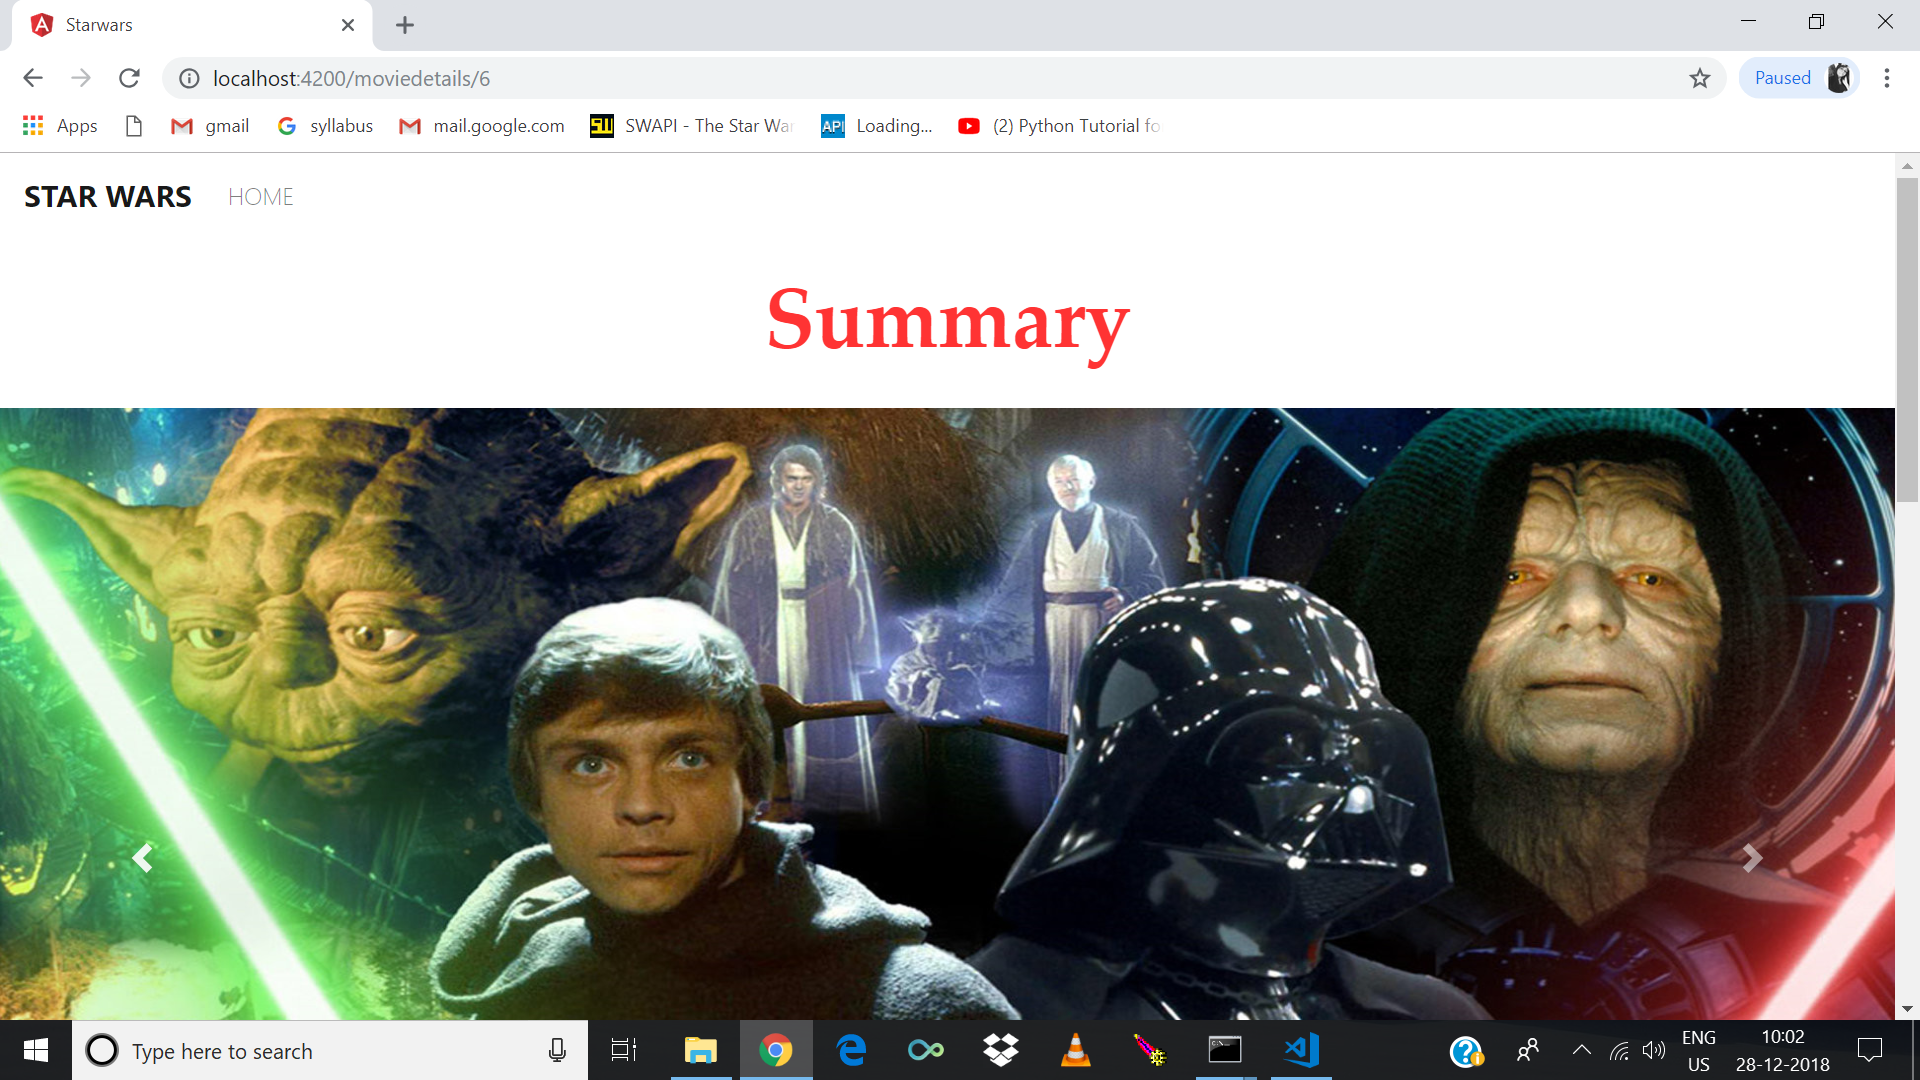 Starwars
localhost:4200/moviedetails/6
Paused
Apps
gmail
syllabus
mail.google.com
SWAPI - The Star War
API
Loading...
(2) Python Tutorial fo
STAR WARS
HOME
Summary
Type here to search
ENG
US
10:02
28-12-2018